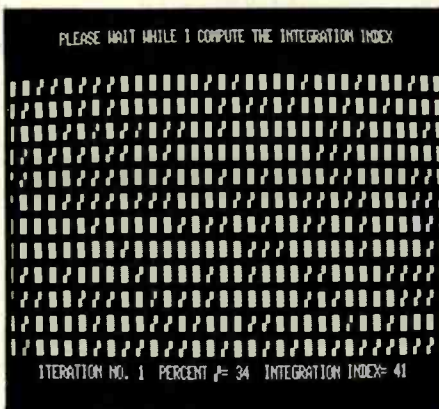 PLEASE WAIT WHILE I COMPUTE THE INTEGRATION INDEX
ITERATION NO. 1 PERCENT = 34 INTEGRATION INDEX= 41